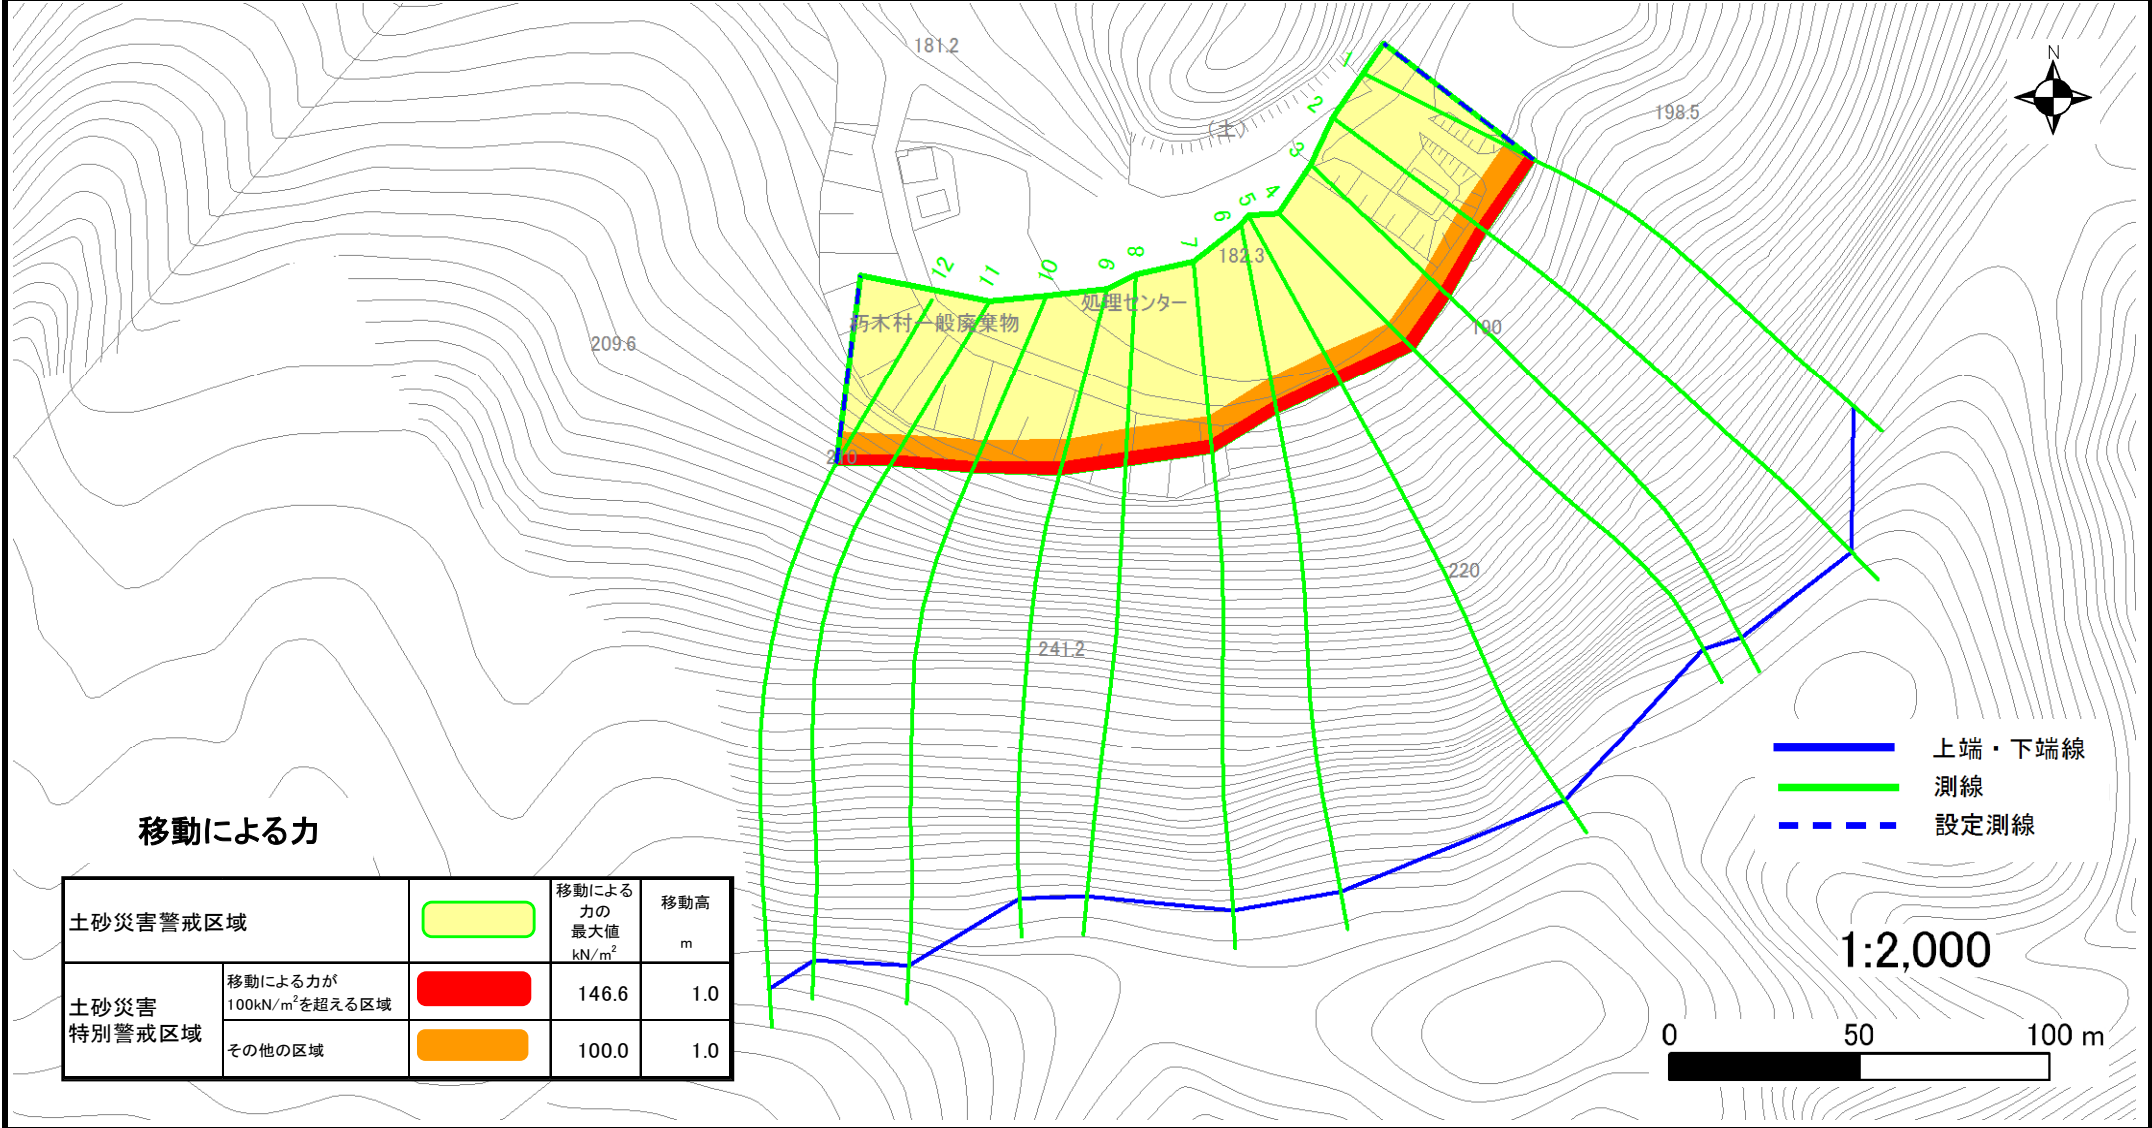 181.2
N
198.5
(土)
1
2
3
4
5
6
7
8
9
10
11
12
182.3
処理センター
朽木村一般廃棄物
190
209.6
210
220
241.2
上端・下端線
測線
設定測線
移動による力
土砂災害警戒区域
移動による
力の
最大値
kN/m²
移動高
m
土砂災害
特別警戒区域
移動による力が
100kN/m²を超える区域
146.6
1.0
その他の区域
100.0
1.0
1:2,000
0 50 100 m